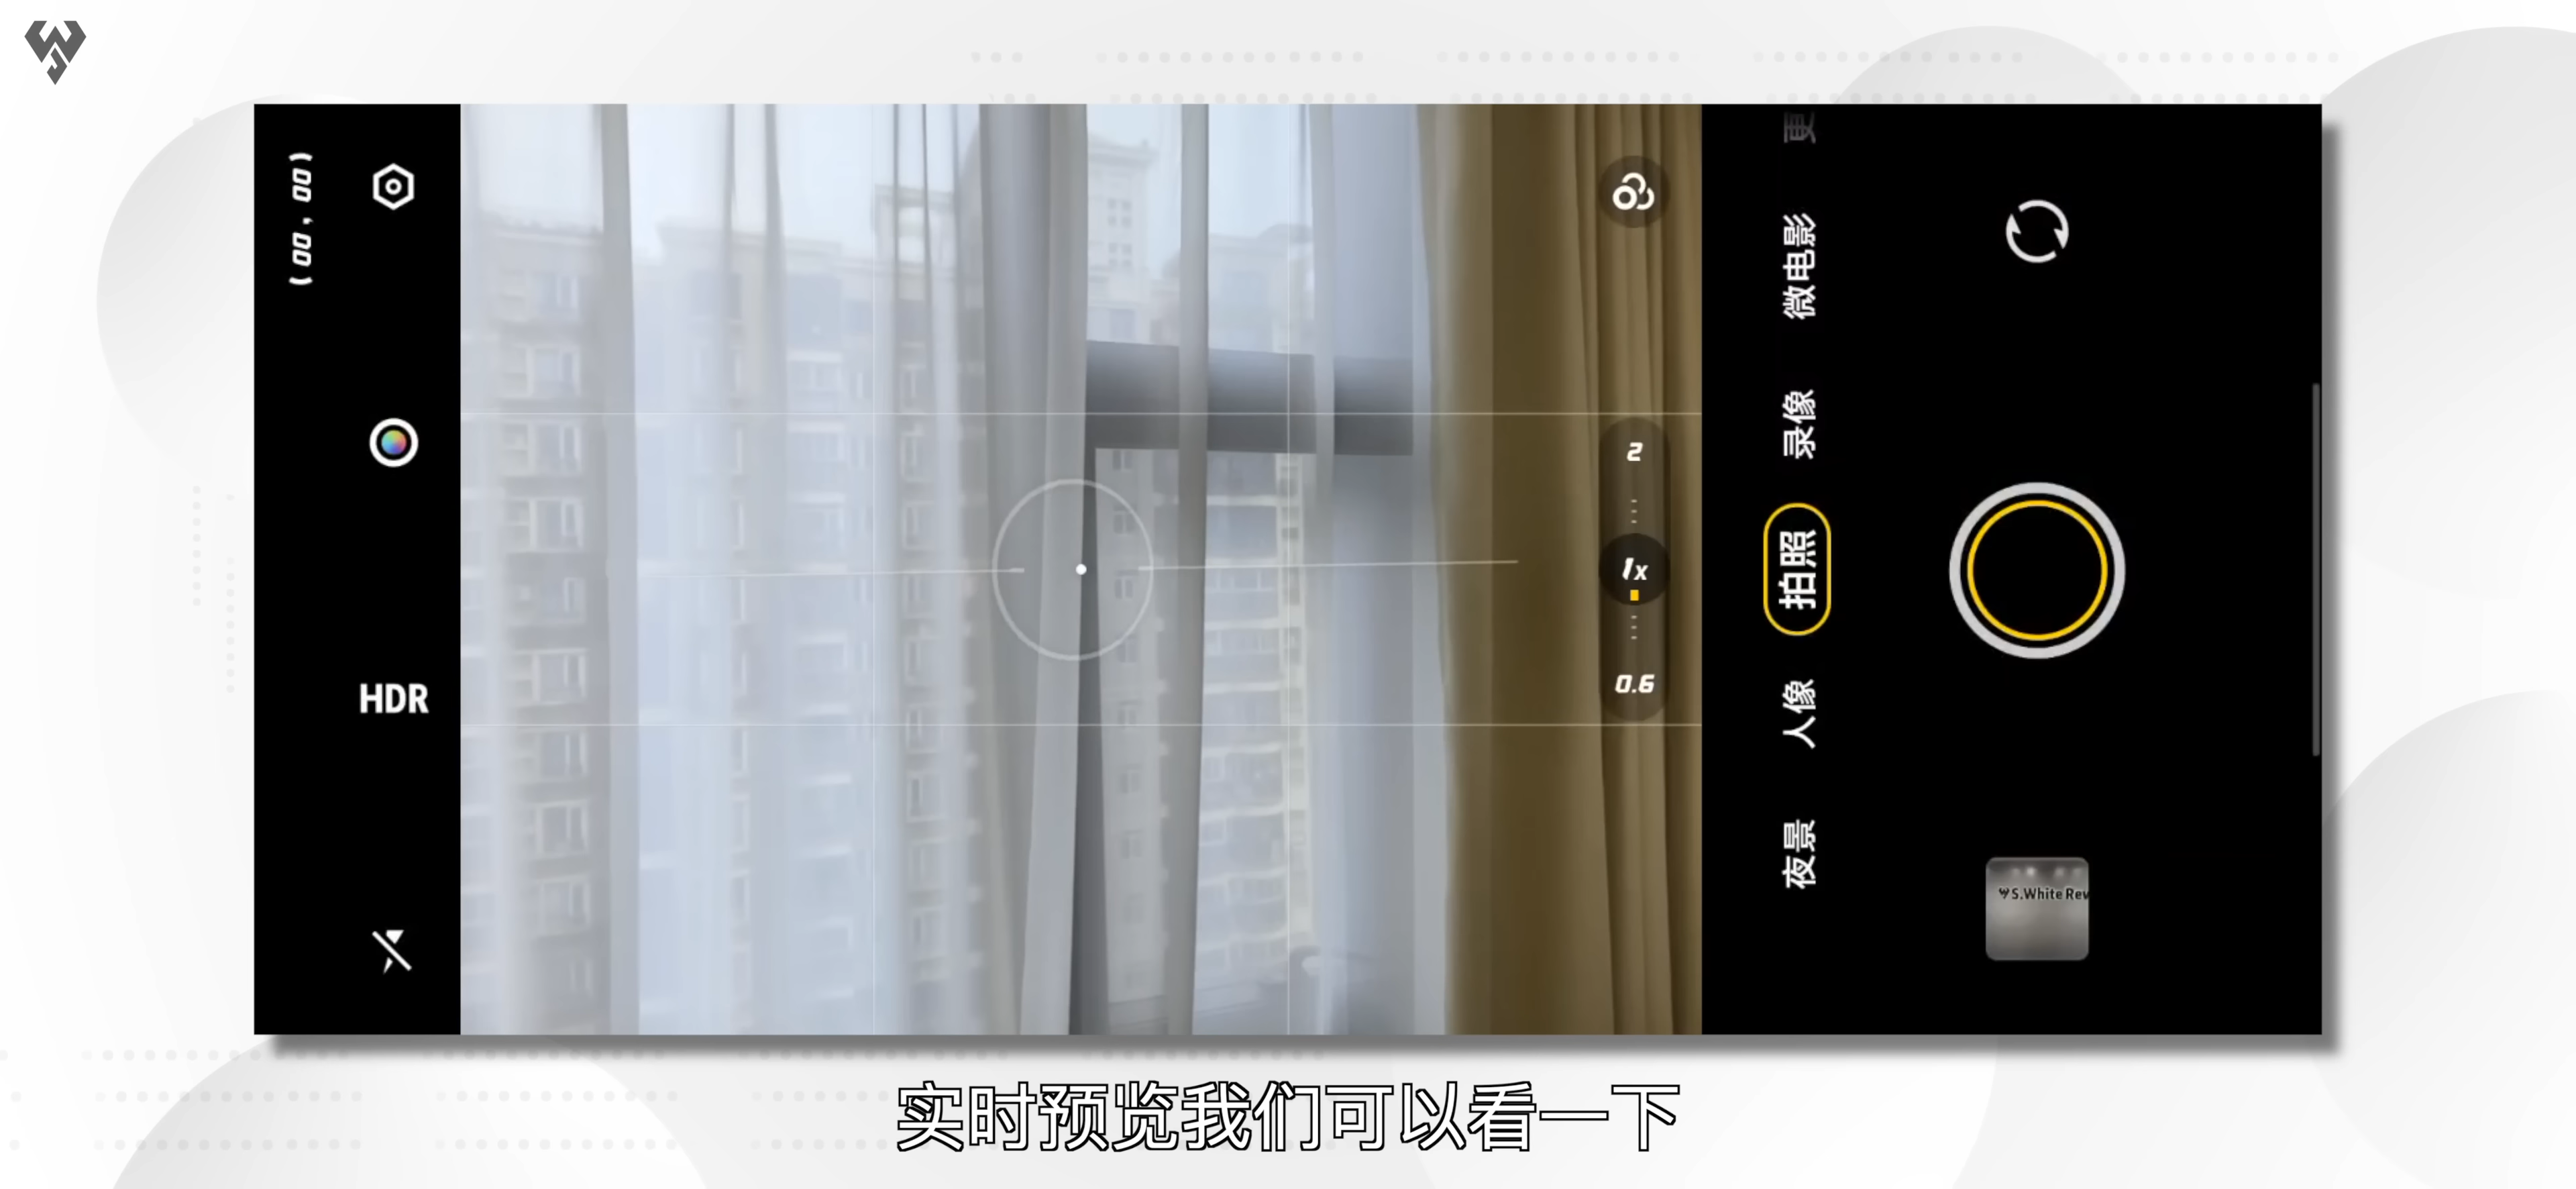 (00,00)
HDR
2
1x
0.6
更
微电影
录像
拍照
人像
夜景
S.White Rev
实时预览我们可以看一下